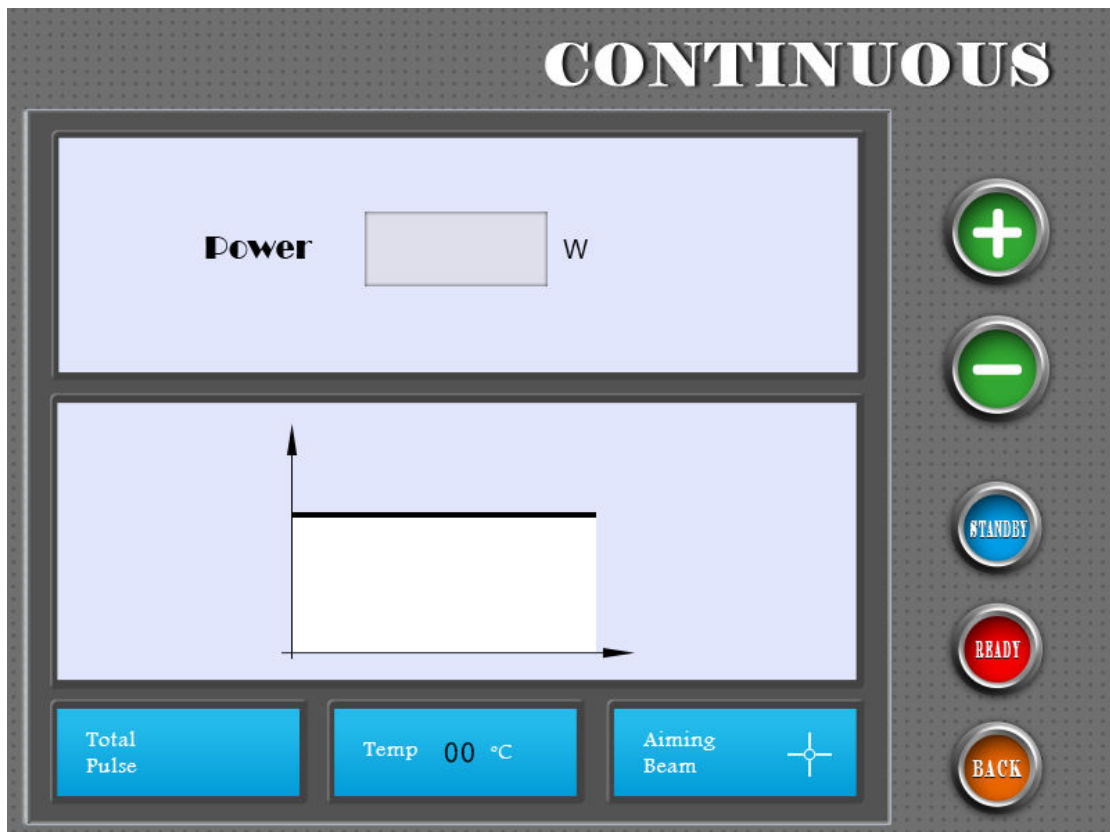 CONTINUOUS
Power W
STANDBY
READY
Total
Pulse
Temp 00 °C
Aiming
Beam
BACK